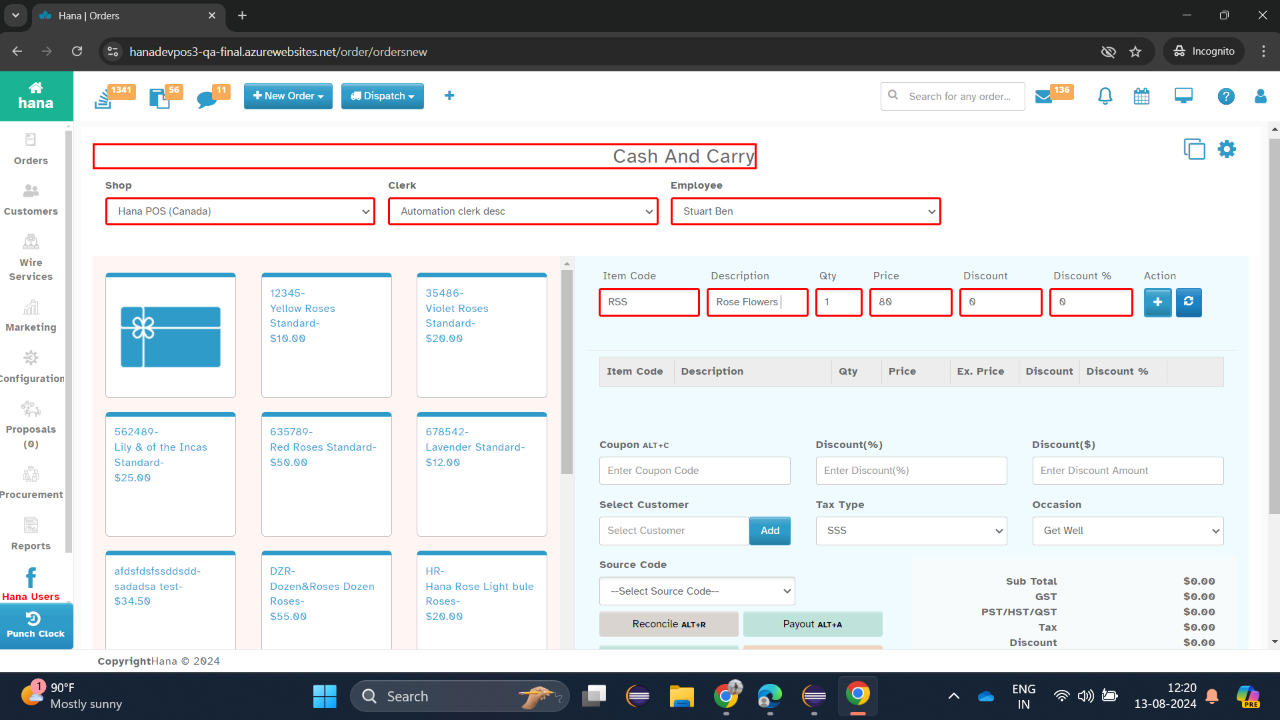 Hana | Orders
hanadevpos3-qa-final.azurewebsites.net/order/ordersnew
Incognito
hana
1341
56
11
New Order
Dispatch
Search for any order...
136
Orders
Customers
Wire
Services
Marketing
Configuration
Proposals
(0)
Procurement
Reports
Hana Users
Punch Clock
Cash And Carry
Shop Clerk Employee
Hana POS (Canada) Automation clerk desc Stuart Ben
12345-
Yellow Roses
Standard-
$10.00
35486-
Violet Roses
Standard-
$20.00
562489-
Lily & of the Incas
Standard-
$25.00
635789-
Red Roses Standard-
$50.00
678542-
Lavender Standard-
$12.00
afdsfdsfssddsdd-
sadadsa test-
$34.50
DZR-
Dozen&Roses Dozen
Roses-
$55.00
HR-
Hana Rose Light bule
Roses-
$20.00
Item Code Description Qty Price Discount Discount % Action
RSS Rose Flowers 1 80 0 0
Item Code Description Qty Price Ex. Price Discount Discount %
Coupon ALT+C Discount(%) Discount($)
Enter Coupon Code Enter Discount(%) Enter Discount Amount
Select Customer Tax Type Occasion
Select Customer Add SSS Get Well
Source Code
--Select Source Code--
Reconcile ALT+R Payout ALT+A
Sub Total $0.00
GST $0.00
PST/HST/QST $0.00
Tax $0.00
Discount $0.00
CopyrightHana © 2024
1
90°F
Mostly sunny
Search
ENG
IN
12:20
13-08-2024
PRE